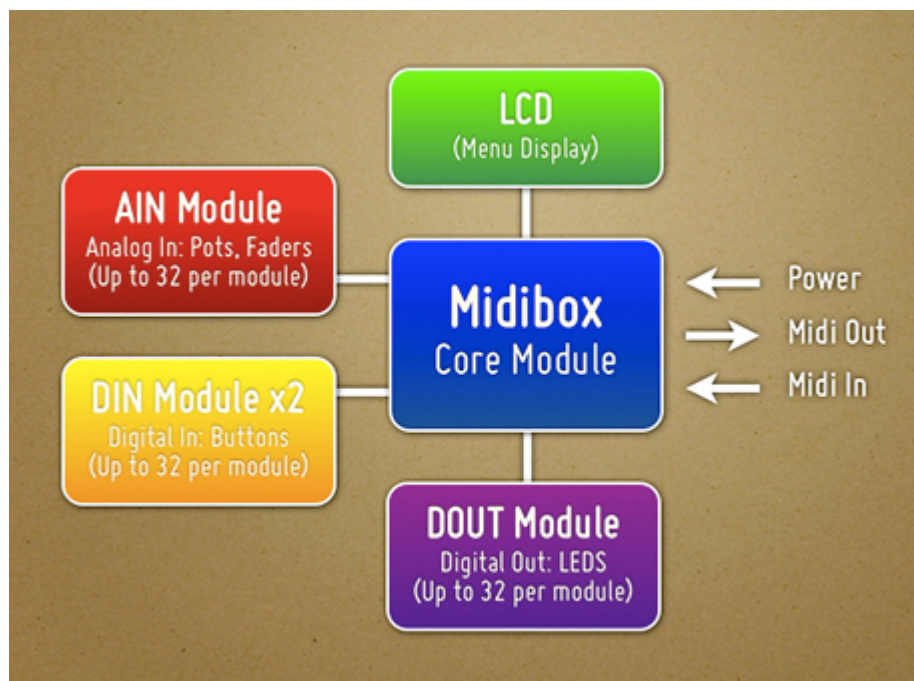 LCD
(Menu Display)
AIN Module
Analog In: Pots, Faders
(Up to 32 per module)
Midibox
Core Module
Power
Midi Out
Midi In
DIN Module x2
Digital In: Buttons
(Up to 32 per module)
DOUT Module
Digital Out: LEDS
(Up to 32 per module)